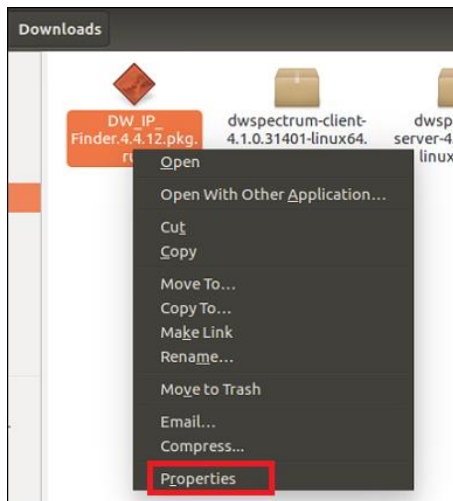 Downloads
DW_IP_
Finder.4.4.12.pkg.
dwspectrum-client-
4.1.0.31401-linux64.
dwsp
server-4.
linux
Open
Open With Other Application...
Cut
Copy
Move To...
Copy To...
Make Link
Rename...
Move to Trash
Email...
Compress...
Properties